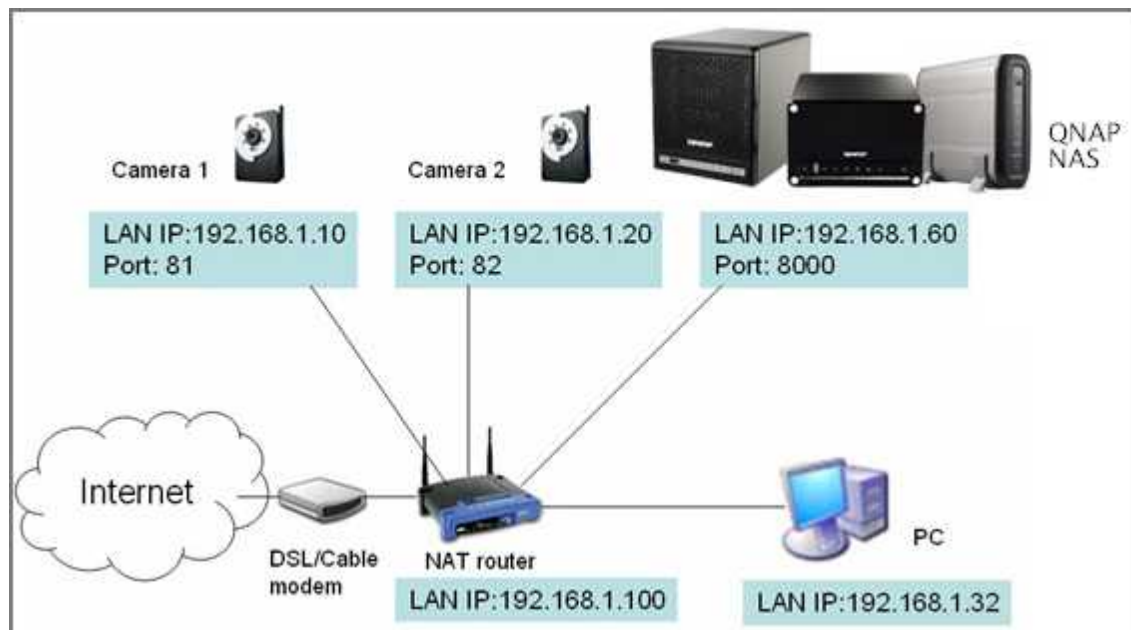 Camera 1
Camera 2
QNAP
NAS
LAN IP:192.168.1.10
Port: 81
LAN IP:192.168.1.20
Port: 82
LAN IP:192.168.1.60
Port: 8000
Internet
DSL/Cable
modem
NAT router
PC
LAN IP:192.168.1.100
LAN IP:192.168.1.32